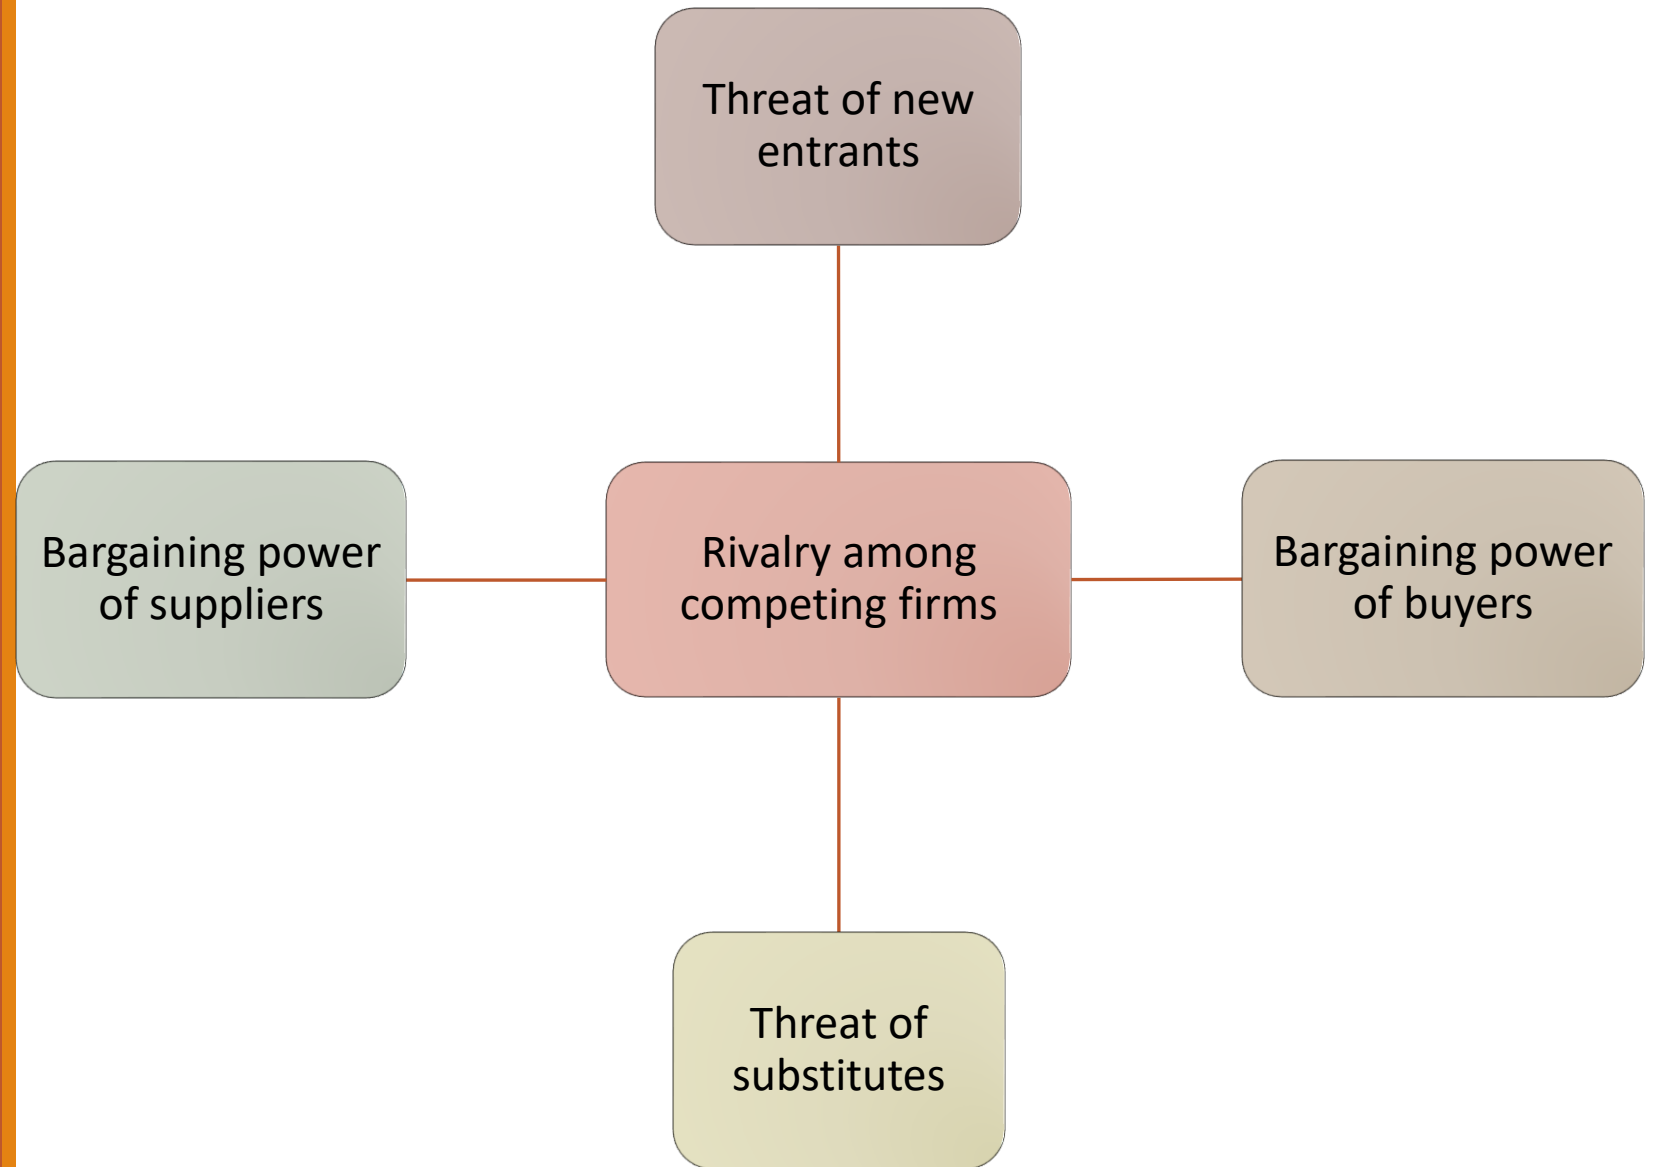 Threat of new
entrants
Bargaining power
of suppliers
Rivalry among
competing firms
Bargaining power
of buyers
Threat of
substitutes